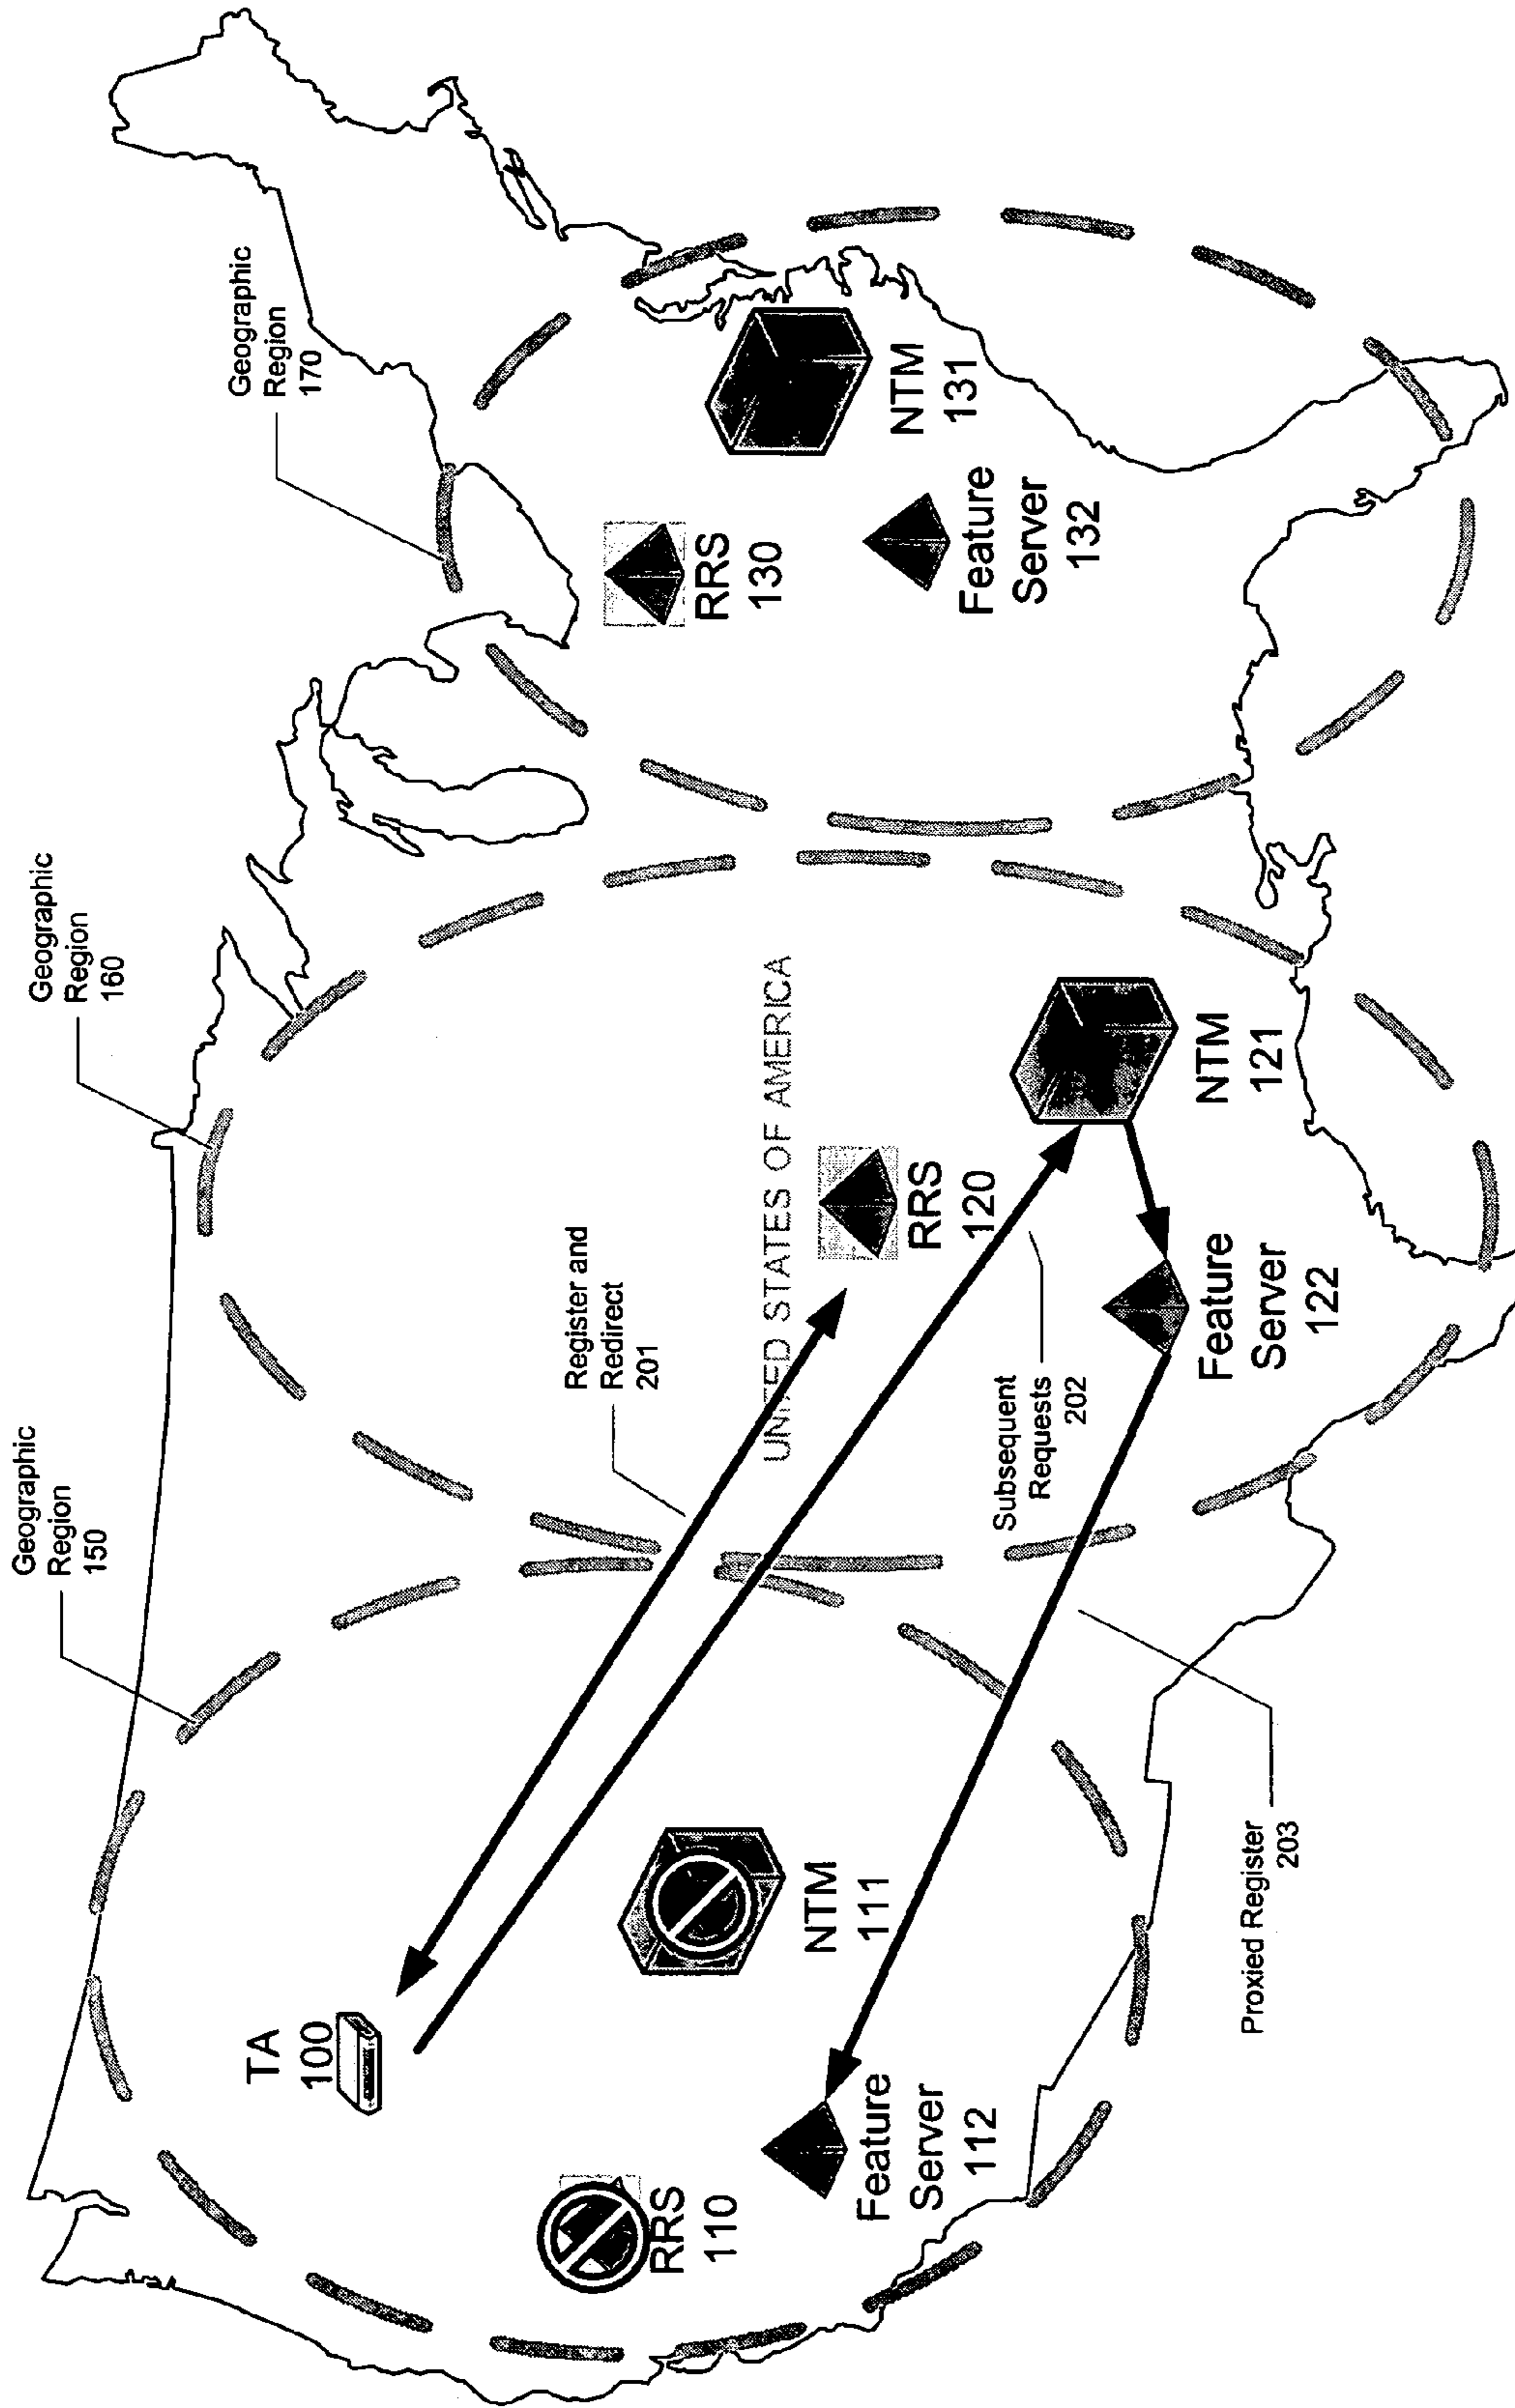 Geographic
Region
150
Geographic
Region
160
Geographic
Region
170
TA
100
Register and
Redirect
201
RRS
110
NTM
111
Feature
Server
112
UNITED STATES OF AMERICA
RRS
120
Subsequent
Requests
202
NTM
121
Feature
Server
122
Proxied Register
203
RRS
130
NTM
131
Feature
Server
132